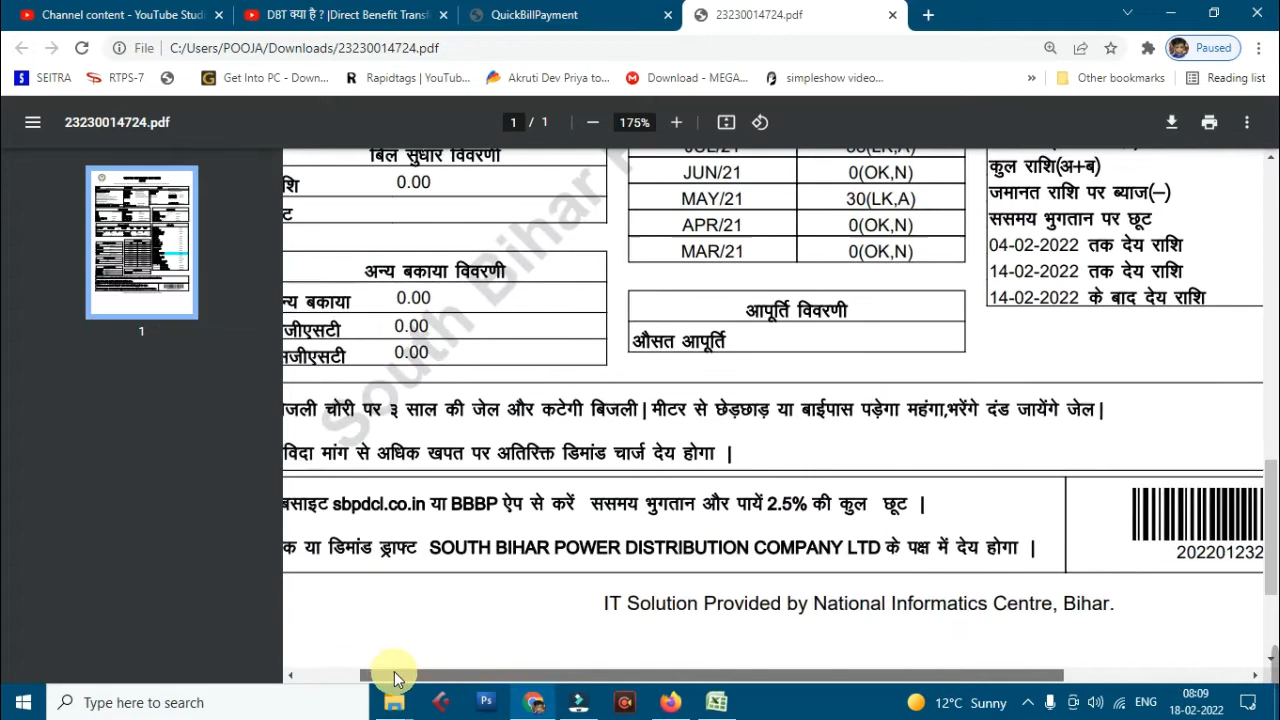 Channel content - YouTube Stud
DBT क्या है ? |Direct Benefit Transf
QuickBillPayment
23230014724.pdf
File
C:/Users/POOJA/Downloads/23230014724.pdf
Paused
SEITRA
RTPS-7
Get Into PC - Down...
Rapidtags | YouTub...
Akruti Dev Priya to...
Download - MEGA...
simpleshow video...
»
Other bookmarks
Reading list
23230014724.pdf
1 / 1
175%
1
बिल सुधार विवरणी
शि 0.00
ट
JUN/21 0(OK,N)
MAY/21 30(LK,A)
APR/21 0(OK,N)
MAR/21 0(OK,N)
कुल राशि(अ+ब)
जमानत राशि पर ब्याज(–)
ससमय भुगतान पर छूट
04-02-2022 तक देय राशि
14-02-2022 तक देय राशि
14-02-2022 के बाद देय राशि
अन्य बकाया विवरणी
न्य बकाया 0.00
जीएसटी 0.00
सजीएसटी 0.00
आपूर्ति विवरणी
औसत आपूर्ति
South Bihar
जली चोरी पर ३ साल की जेल और कटेगी बिजली| मीटर से छेड़छाड़ या बाईपास पड़ेगा महंगा,भरेंगे दंड जायेंगे जेल|
विदा मांग से अधिक खपत पर अतिरिक्त डिमांड चार्ज देय होगा |
बसाइट sbpdcl.co.in या BBBP ऐप से करें ससमय भुगतान और पायें 2.5% की कुल छूट |
क या डिमांड ड्राफ्ट SOUTH BIHAR POWER DISTRIBUTION COMPANY LTD के पक्ष में देय होगा |
202201232
IT Solution Provided by National Informatics Centre, Bihar.
Type here to search
12°C Sunny
ENG
08:09
18-02-2022